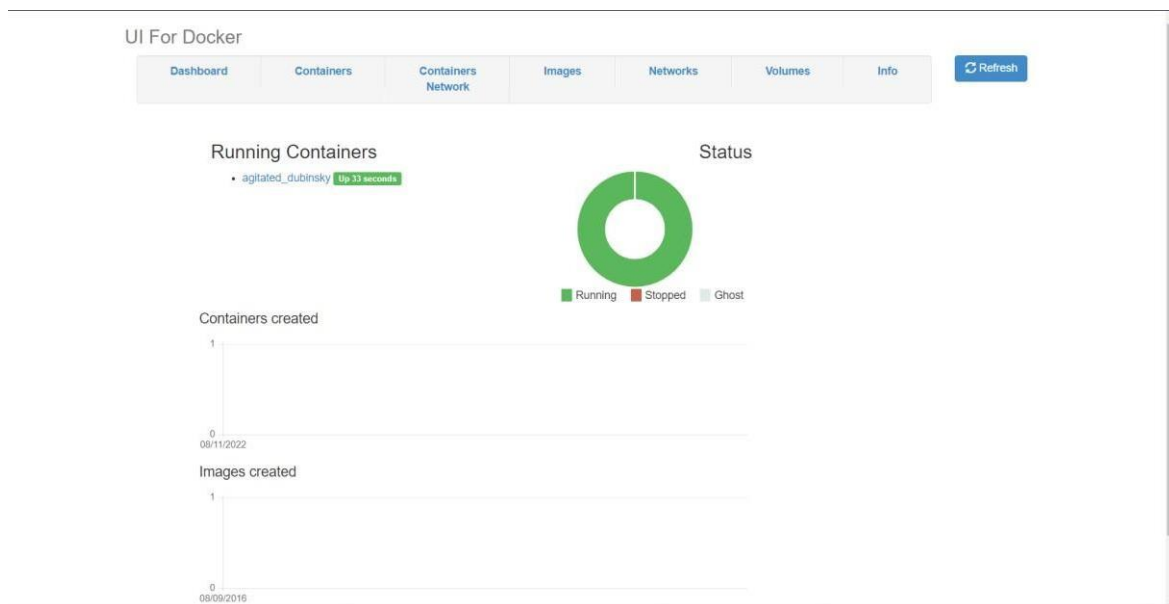 UI For Docker
Dashboard Containers Containers Network Images Networks Volumes Info Refresh
Running Containers
agitated_dubinsky Up 33 seconds
Status
Running Stopped Ghost
Containers created
1
0
08/11/2022
Images created
1
0
08/09/2016